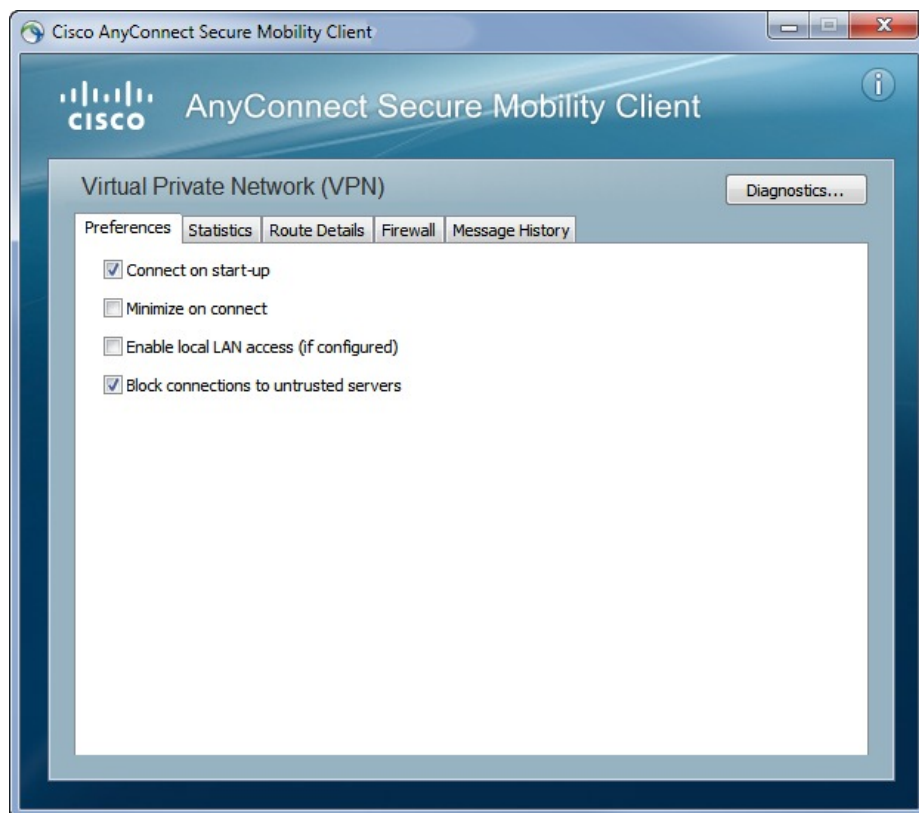 Cisco AnyConnect Secure Mobility Client
CISCO
AnyConnect Secure Mobility Client
i
Virtual Private Network (VPN)
Diagnostics...
Preferences Statistics Route Details Firewall Message History
Connect on start-up
Minimize on connect
Enable local LAN access (if configured)
Block connections to untrusted servers